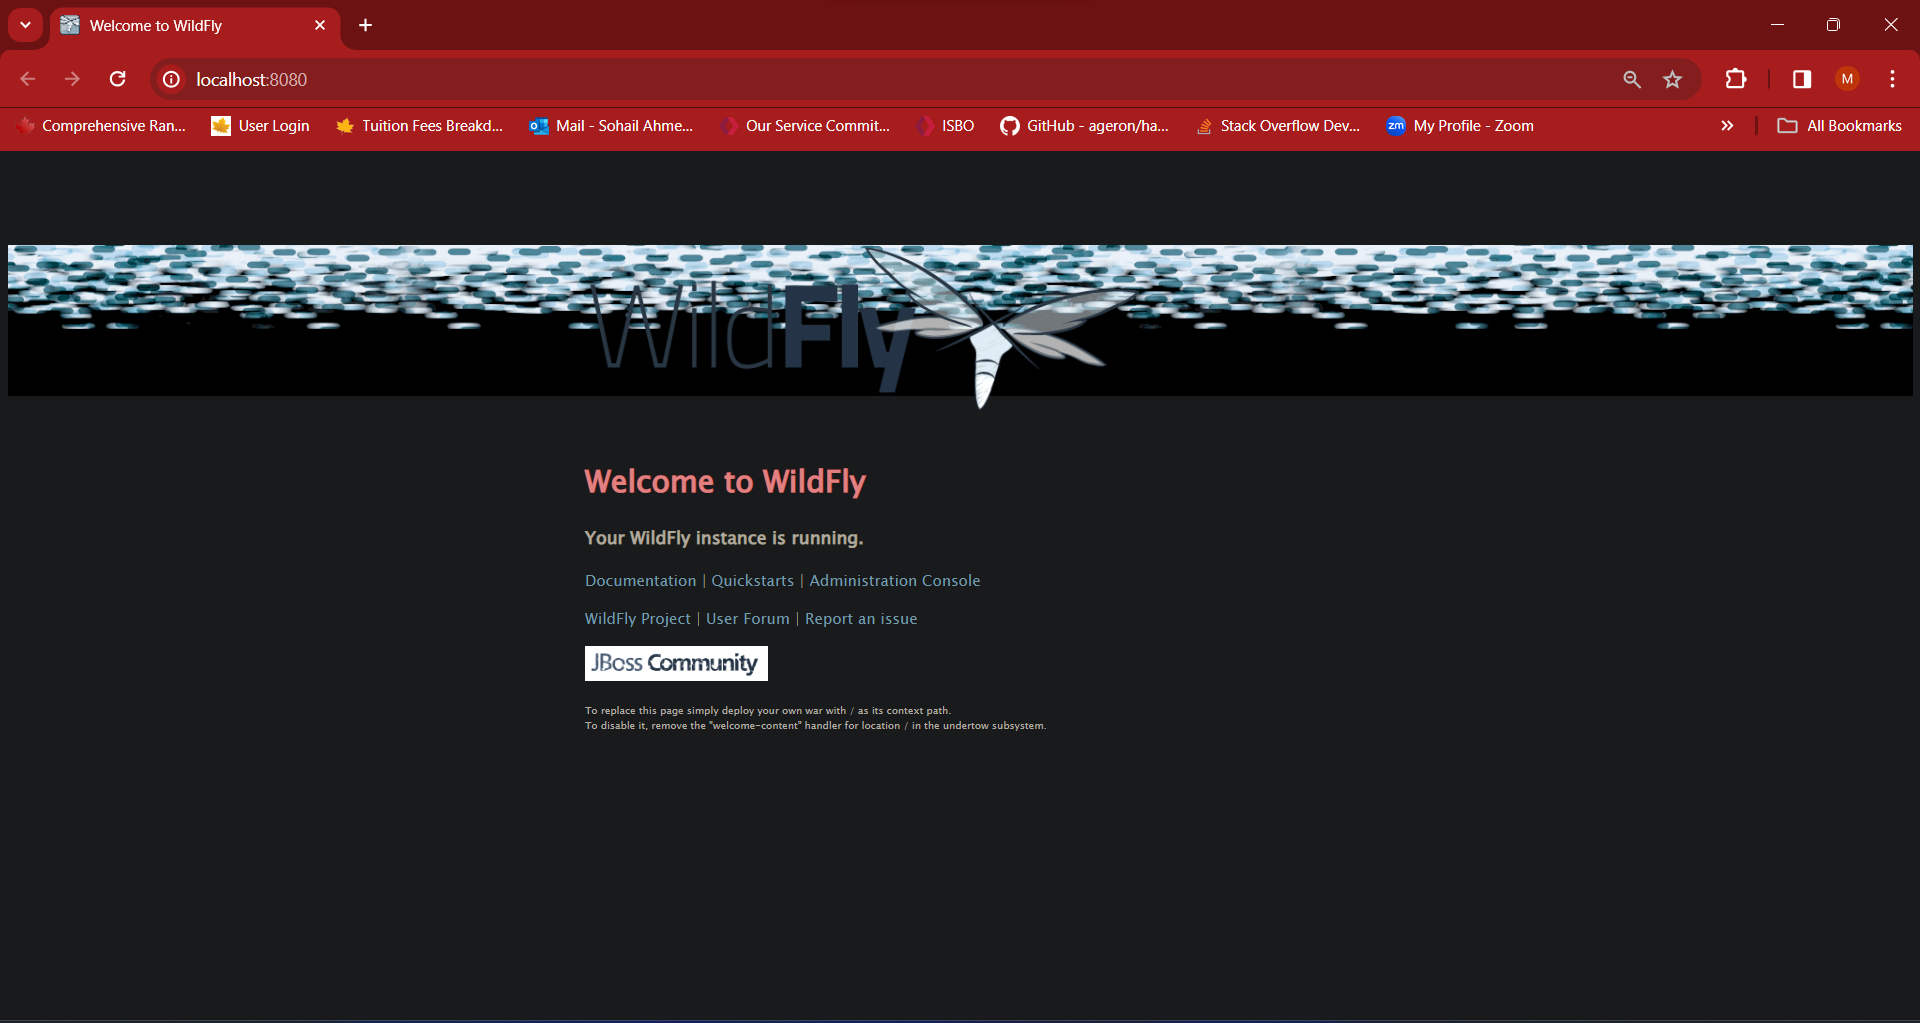 Welcome to WildFly
localhost:8080
M
Comprehensive Ran...
User Login
Tuition Fees Breakd...
Mail - Sohail Ahme...
Our Service Commit...
ISBO
GitHub - ageron/ha...
Stack Overflow Dev...
zm My Profile - Zoom
All Bookmarks
WildFly
Welcome to WildFly
Your WildFly instance is running.
Documentation | Quickstarts | Administration Console
WildFly Project | User Forum | Report an issue
JBoss Community
To replace this page simply deploy your own war with / as its context path.
To disable it, remove the "welcome-content" handler for location / in the undertow subsystem.